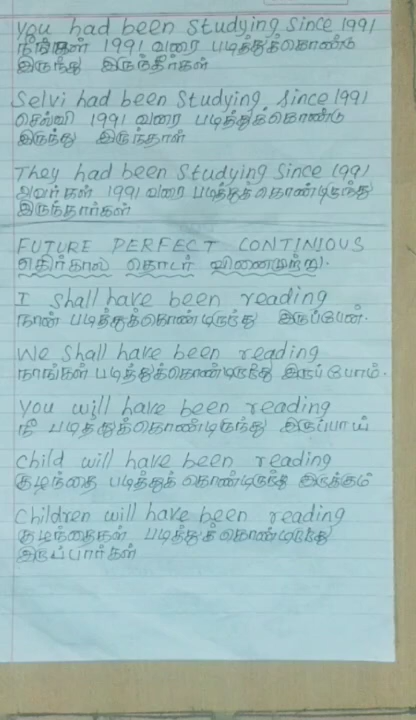 You had been Studying Since 1991
நீங்கள் 1991 வரை படித்துக்கொண்டு
இருந்து இருந்தீர்கள்
Selvi had been Studying, Since 1991
செல்வி 1991 வரை படித்துக்கொண்டு
இருந்து இருந்தாள்
They had been Studying Since 1991
அவர்கள் 1991 வரை படித்துக்கொண்டிருந்து
இருந்தார்கள்
FUTURE PERFECT CONTINIOUS
எதிர்கால தொடர் வினைமுற்று.
I Shall have been reading
நான் படித்துக்கொண்டிருந்து இருப்பேன்.
We Shall have been reading
நாங்கள் படித்துக்கொண்டிருந்து இருப்போம்.
You will have been reading
நீ படித்துக்கொண்டிருந்து இருப்பாய்
Child will have been reading
குழந்தை படித்துக் கொண்டிருந்து இருக்கும்
Children will have been reading
குழந்தைகள் படித்துக்கொண்டிருந்து
இருப்பார்கள்